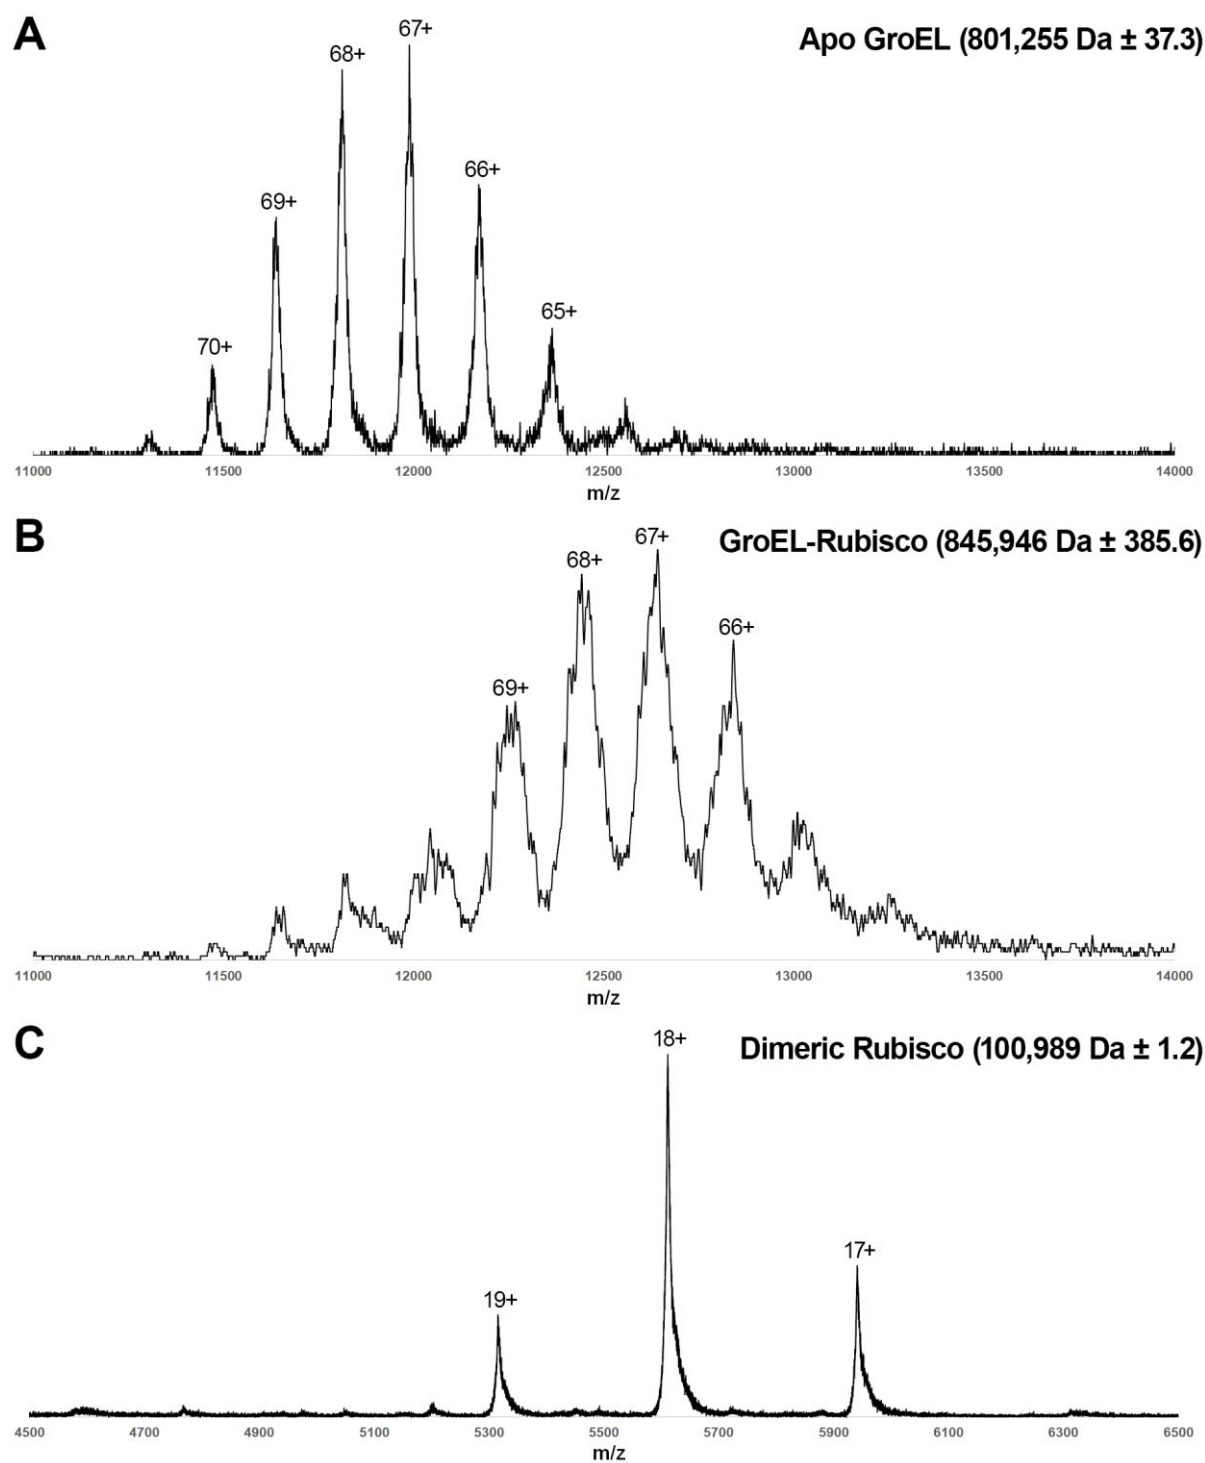 A
Apo GroEL (801,255 Da ± 37.3)
67+
68+
66+
69+
65+
70+
11000 11500 12000 12500 13000 13500 14000
m/z
B
GroEL-Rubisco (845,946 Da ± 385.6)
67+
68+
66+
69+
11000 11500 12000 12500 13000 13500 14000
m/z
C
Dimeric Rubisco (100,989 Da ± 1.2)
18+
17+
19+
4500 4700 4900 5100 5300 5500 5700 5900 6100 6300 6500
m/z